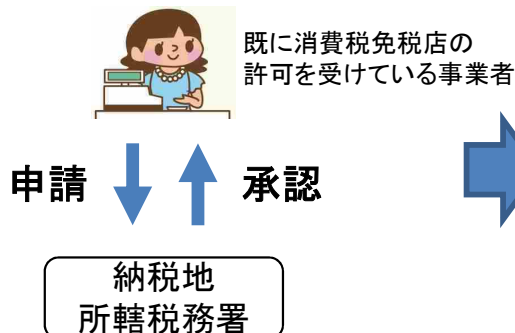 既に消費税免税店の
許可を受けている事業者
申請
承認
納税地
所轄税務署